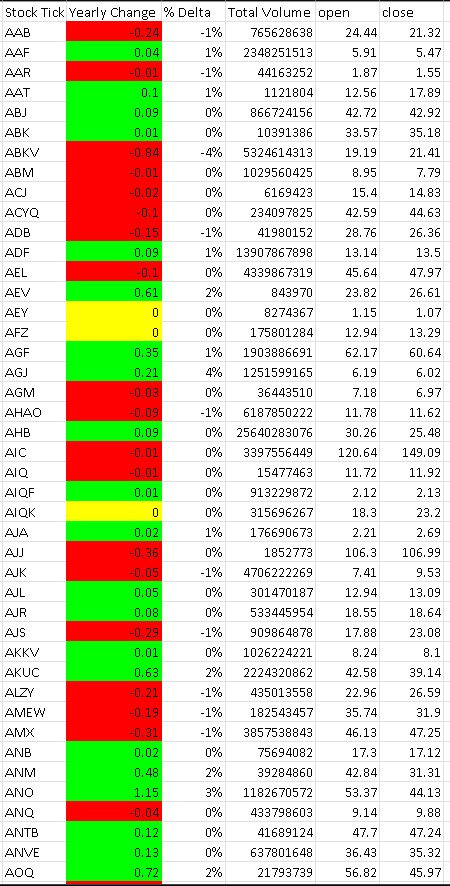 Stock Tick Yearly Change % Delta Total Volume open close
AAB -0.24 -1% 765628638 24.44 21.32
AAF 0.04 1% 2348251513 5.91 5.47
AAR -0.01 -1% 44163252 1.87 1.55
AAT 0.1 1% 1121804 12.56 17.89
ABJ 0.09 0% 866724156 42.72 42.92
ABK 0.01 0% 10391386 33.57 35.18
ABKV -0.84 -4% 5324614313 19.19 21.41
ABM -0.01 0% 1029560425 8.95 7.79
ACJ -0.02 0% 6169423 15.4 14.83
ACYQ -0.1 0% 234097825 42.59 44.63
ADB -0.15 -1% 41980152 28.76 26.36
ADF 0.09 1% 13907867898 13.14 13.5
AEL -0.1 0% 4339867319 45.64 47.97
AEV 0.61 2% 843970 23.82 26.61
AEY 0 0% 8274367 1.15 1.07
AFZ 0 0% 175801284 12.94 13.29
AGF 0.35 1% 1903886691 62.17 60.64
AGJ 0.21 4% 1251599165 6.19 6.02
AGM -0.03 0% 36443510 7.18 6.97
AHAO -0.09 -1% 6187850222 11.78 11.62
AHB 0.09 0% 25640283076 30.26 25.48
AIC -0.01 0% 3397556449 120.64 149.09
AIQ -0.01 0% 15477463 11.72 11.92
AIQF 0.01 0% 913229872 2.12 2.13
AIQK 0 0% 315696267 18.3 23.2
AJA 0.02 1% 176690673 2.21 2.69
AJJ -0.36 0% 1852773 106.3 106.99
AJK -0.05 -1% 4706222269 7.41 9.53
AJL 0.05 0% 301470187 12.94 13.09
AJR 0.08 0% 533445954 18.55 18.64
AJS -0.29 -1% 909864878 17.88 23.08
AKKV 0.01 0% 1026224221 8.24 8.1
AKUC 0.63 2% 2224320862 42.58 39.14
ALZY -0.21 -1% 435013558 22.96 26.59
AMEW -0.19 -1% 182543457 35.74 31.9
AMX -0.31 -1% 3857538843 46.13 47.25
ANB 0.02 0% 75694082 17.3 17.12
ANM 0.48 2% 39284860 42.84 31.31
ANO 1.15 3% 1182670572 53.37 44.13
ANQ -0.04 0% 433798603 9.14 9.88
ANTB 0.12 0% 41689124 47.7 47.24
ANVE 0.13 0% 637801648 36.43 35.32
AOQ 0.72 2% 21793739 56.82 45.97